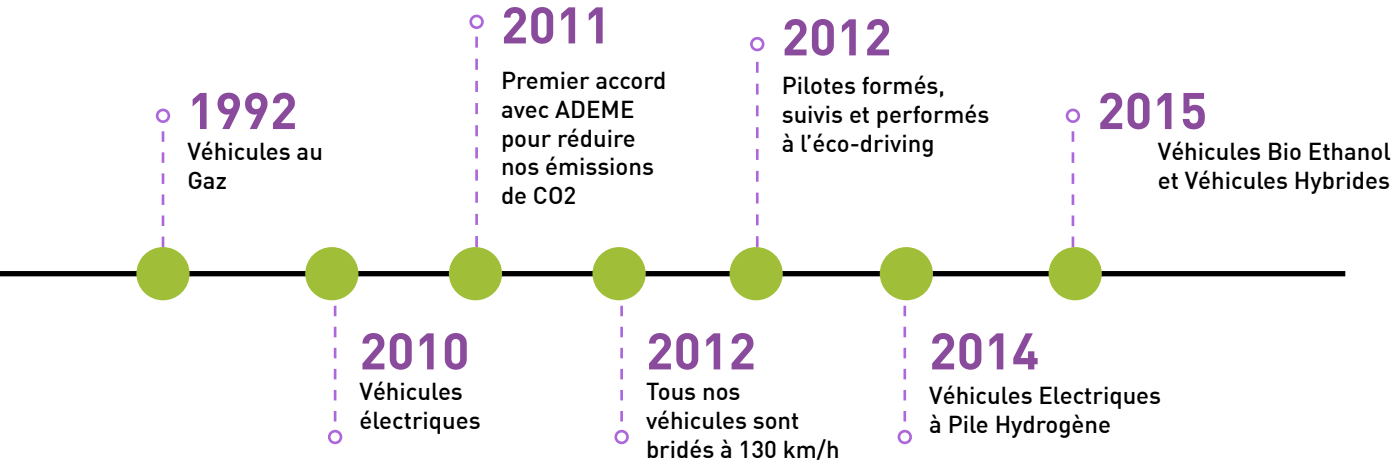 1992
Véhicules au
Gaz
2010
Véhicules
électriques
2011
Premier accord
avec ADEME
pour réduire
nos émissions
de CO2
2012
Tous nos
véhicules sont
bridés à 130 km/h
2012
Pilotes formés,
suivis et performés
à l’éco-driving
2014
Véhicules Electriques
à Pile Hydrogène
2015
Véhicules Bio Ethanol
et Véhicules Hybrides